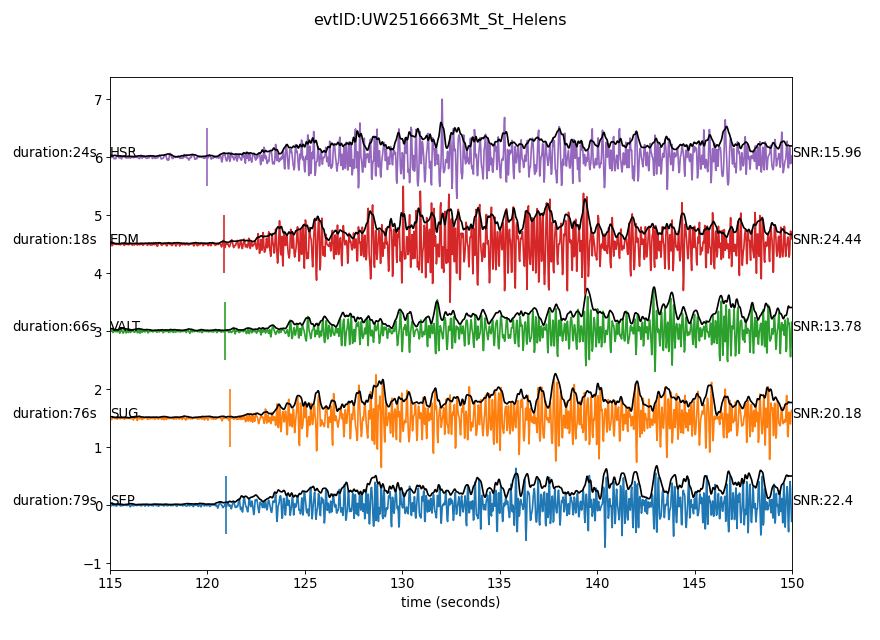 evtID:UW2516663Mt_St_Helens
7
duration:24s HSR SNR:15.96
6
5
duration:18s EDM SNR:24.44
4
duration:66s VALT SNR:13.78
3
2
duration:76s SUG SNR:20.18
1
duration:79s SEP SNR:22.4
0
−1
115 120 125 130 135 140 145 150
time (seconds)